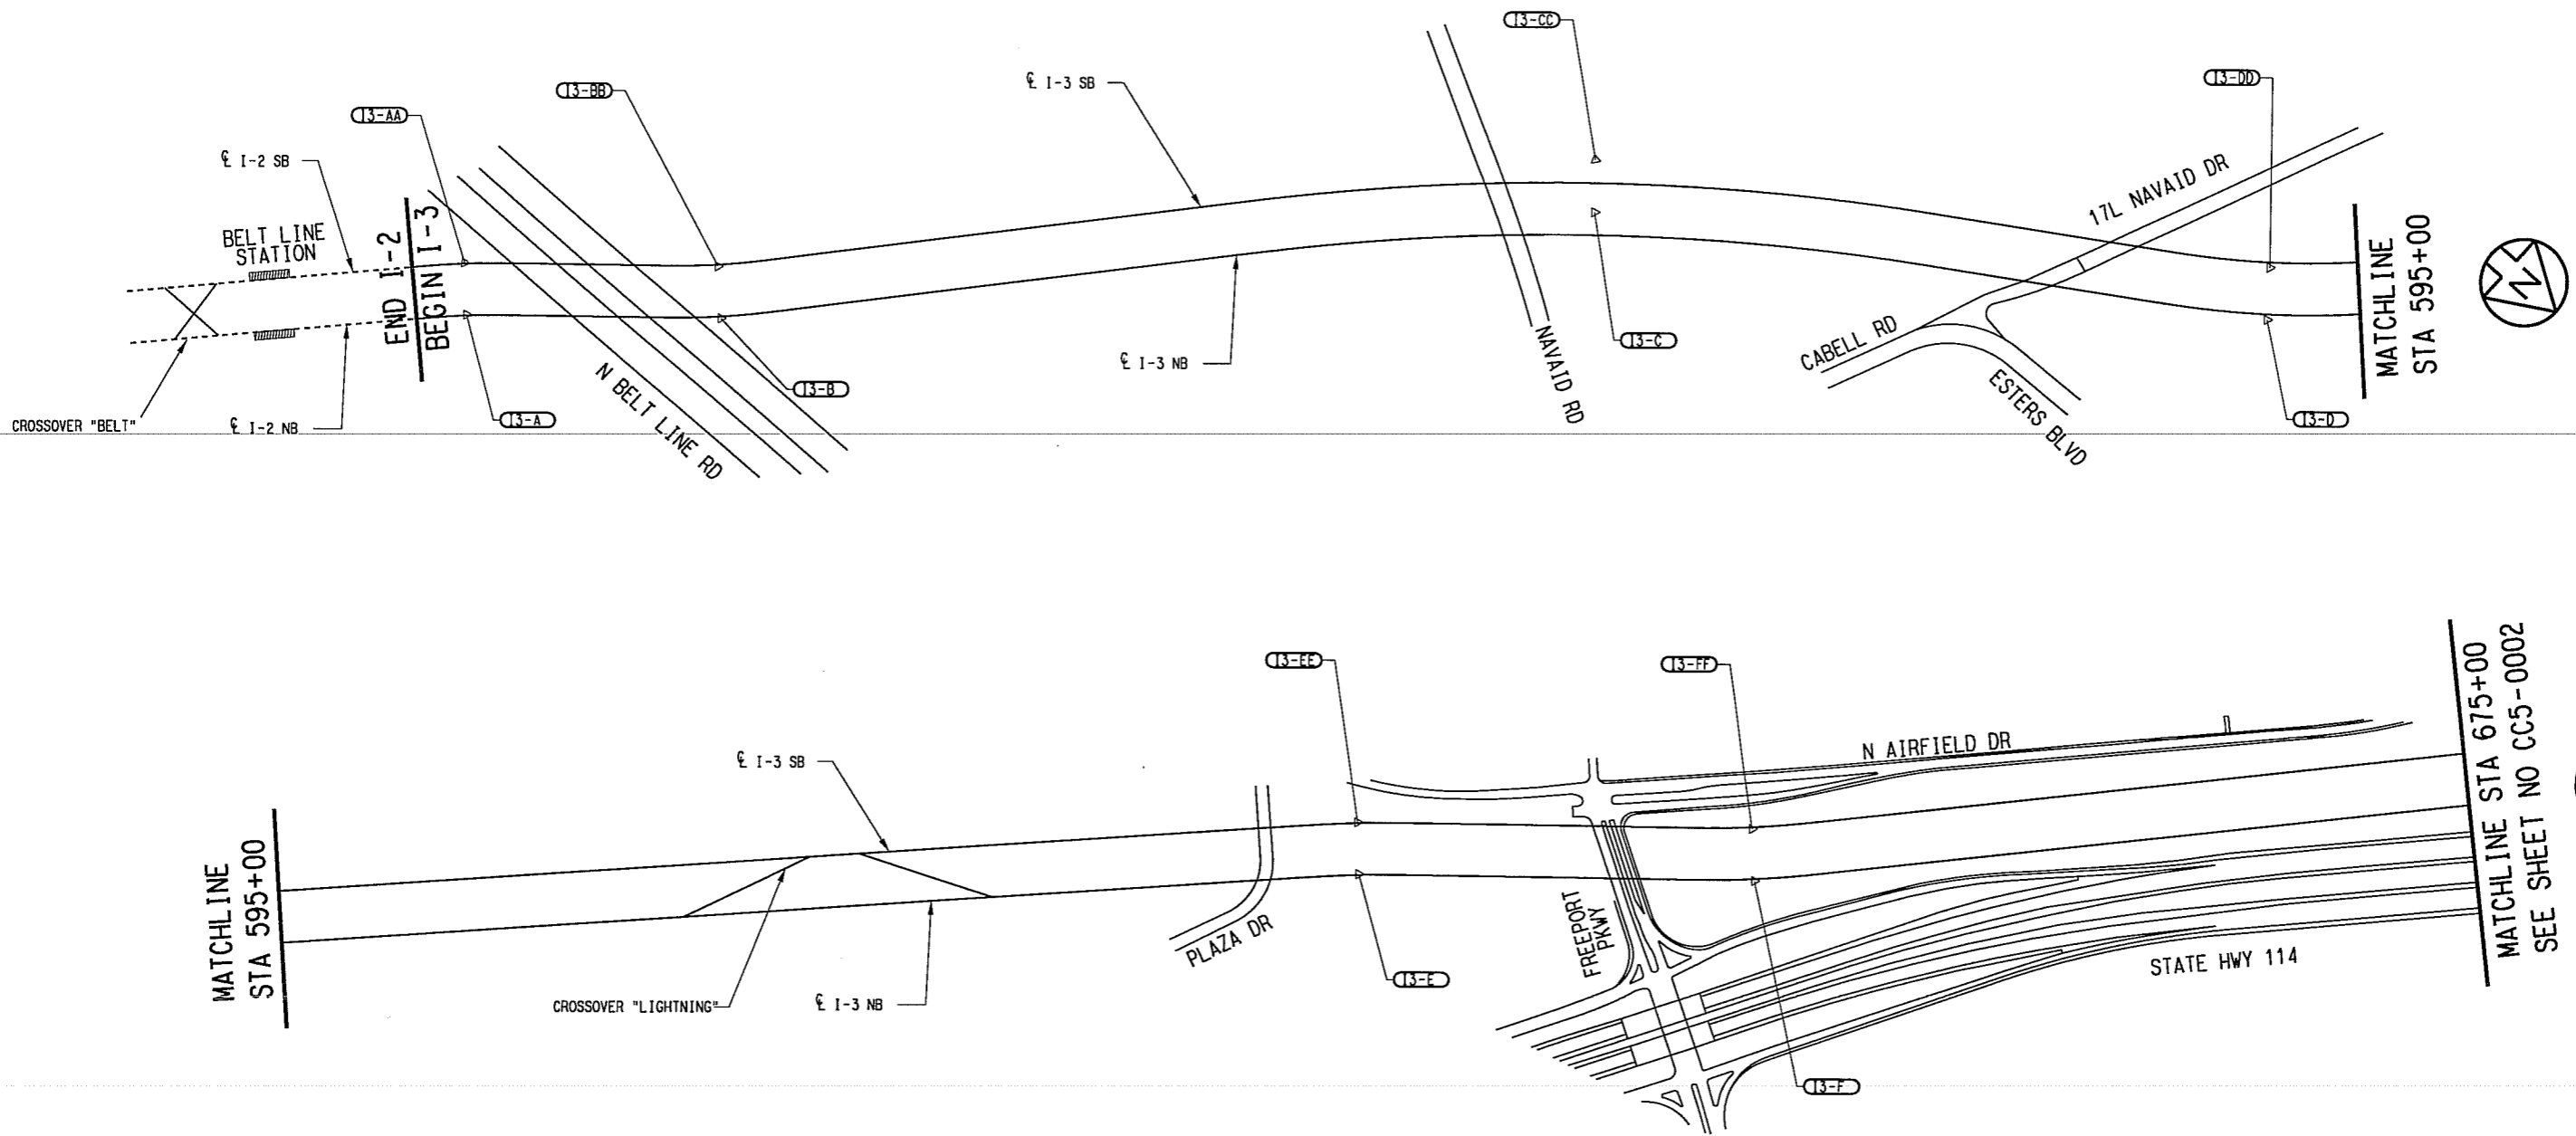 I3-CC
I3-BB
℄ I-3 SB
I3-DD
I3-AA
℄ I-2 SB
17L NAVAID DR
BELT LINE
STATION
END I-2
BEGIN I-3
MATCHLINE
STA 595+00
N
I3-C
CABELL RD
℄ I-3 NB
NAVAID RD
I3-B
ESTERS BLVD
N BELT LINE RD
CROSSOVER "BELT"
℄ I-2 NB
I3-A
I3-D
I3-EE
I3-FF
MATCHLINE STA 675+00
SEE SHEET NO CC5-0002
N AIRFIELD DR
℄ I-3 SB
MATCHLINE
STA 595+00
PLAZA DR
FREEPORT
PKWY
STATE HWY 114
I3-E
CROSSOVER "LIGHTNING"
℄ I-3 NB
I3-F